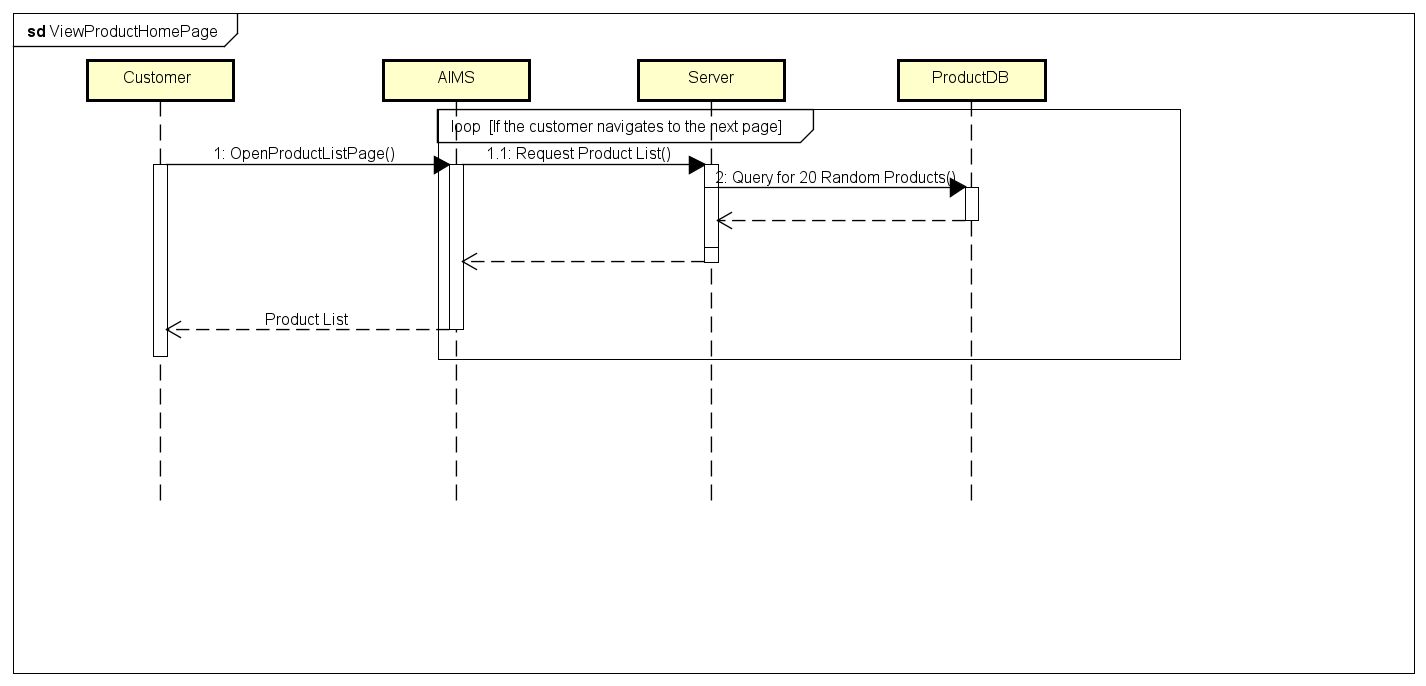 sd ViewProductHomePage
Customer
AIMS
Server
ProductDB
loop [If the customer navigates to the next page]
1: OpenProductListPage()
1.1: Request Product List()
2: Query for 20 Random Products()
Product List